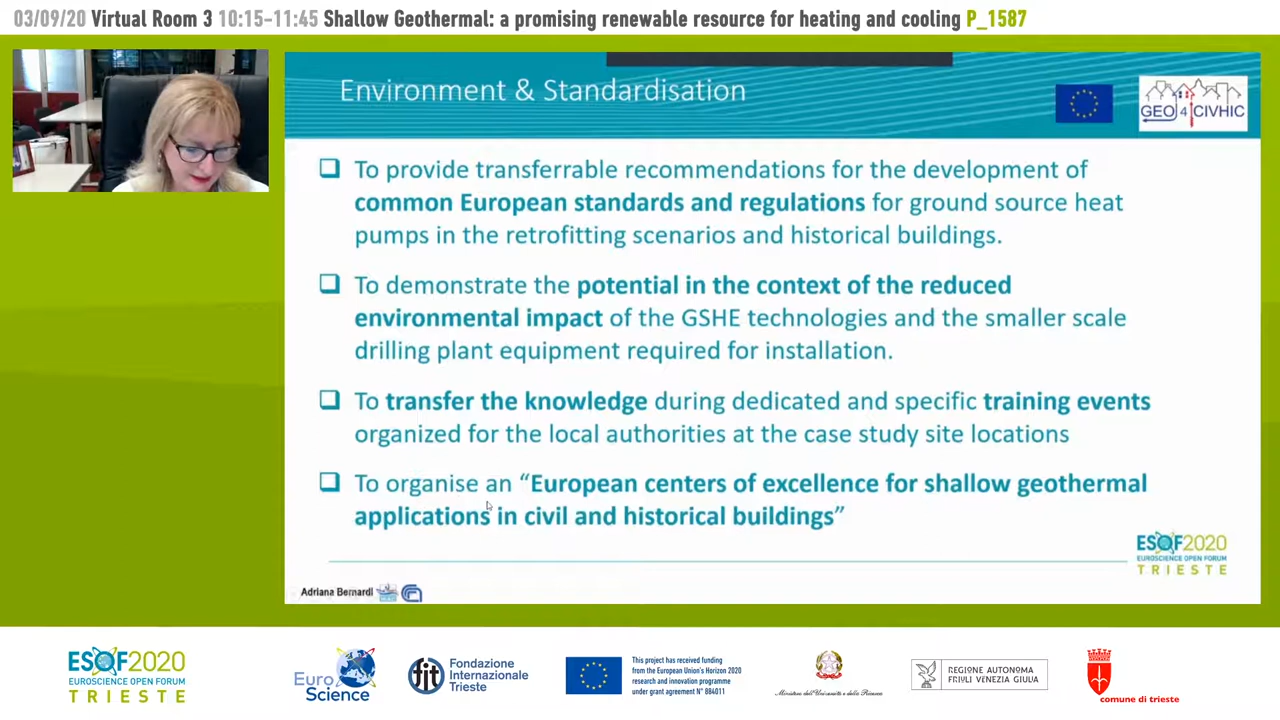 03/09/20 Virtual Room 3 10:15-11:45 Shallow Geothermal: a promising renewable resource for heating and cooling P_1587
Environment & Standardisation
GEO 4 CIVHIC
To provide transferrable recommendations for the development of
common European standards and regulations for ground source heat
pumps in the retrofitting scenarios and historical buildings.
To demonstrate the potential in the context of the reduced
environmental impact of the GSHE technologies and the smaller scale
drilling plant equipment required for installation.
To transfer the knowledge during dedicated and specific training events
organized for the local authorities at the case study site locations
To organise an “European centers of excellence for shallow geothermal
applications in civil and historical buildings”
ESOF2020
EUROSCIENCE OPEN FORUM
TRIESTE
Adriana Bernardi
ESOF2020
EUROSCIENCE OPEN FORUM
TRIESTE
Euro
Science
fit
Fondazione
Internazionale
Trieste
This project has received funding
from the European Union's Horizon 2020
research and innovation programme
under grant agreement N° 884011
Ministero dell'Università e della Ricerca
REGIONE AUTONOMA
FRIULI VENEZIA GIULIA
comune di trieste